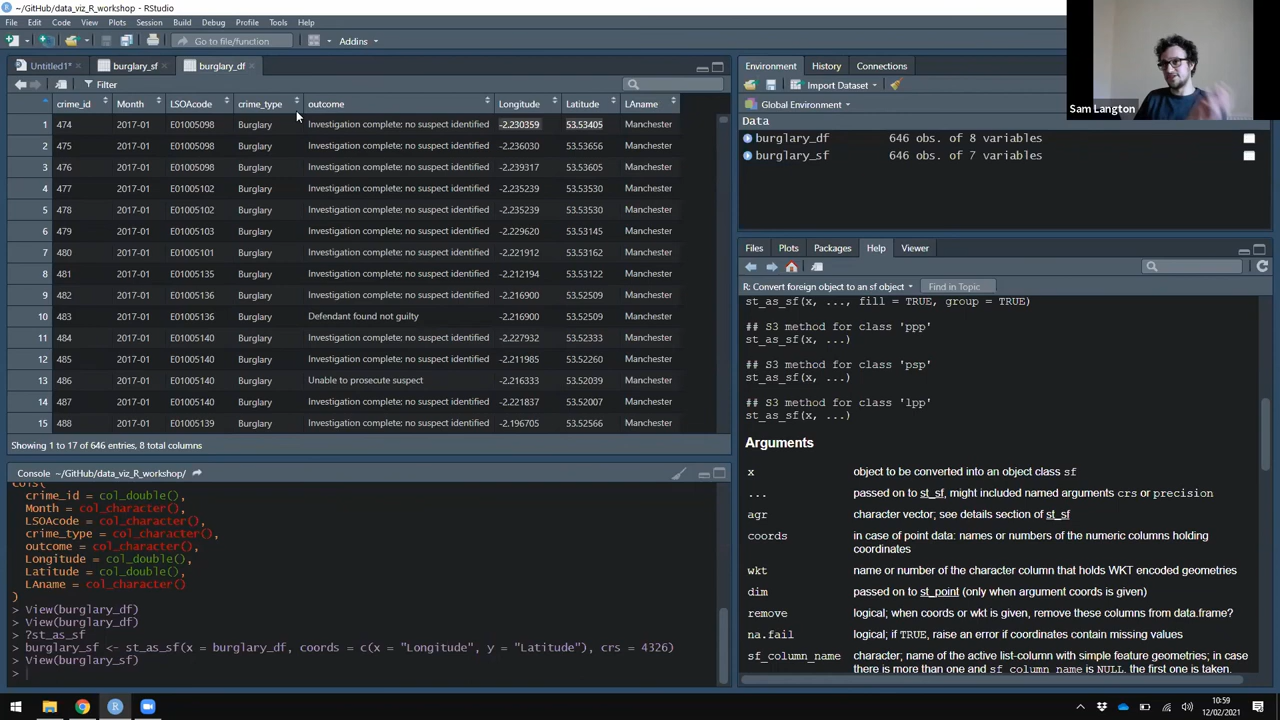 ~/GitHub/data_viz_R_workshop - RStudio
File Edit Code View Plots Session Build Debug Profile Tools Help
Go to file/function Addins
Untitled1* burglary_sf burglary_df
Filter
crime_id Month LSOAcode crime_type outcome Longitude Latitude LAname
1 474 2017-01 E01005098 Burglary Investigation complete; no suspect identified -2.230359 53.53405 Manchester
2 475 2017-01 E01005098 Burglary Investigation complete; no suspect identified -2.236030 53.53656 Manchester
3 476 2017-01 E01005098 Burglary Investigation complete; no suspect identified -2.239317 53.53605 Manchester
4 477 2017-01 E01005102 Burglary Investigation complete; no suspect identified -2.235239 53.53530 Manchester
5 478 2017-01 E01005102 Burglary Investigation complete; no suspect identified -2.235239 53.53530 Manchester
6 479 2017-01 E01005103 Burglary Investigation complete; no suspect identified -2.229620 53.53145 Manchester
7 480 2017-01 E01005101 Burglary Investigation complete; no suspect identified -2.221912 53.53162 Manchester
8 481 2017-01 E01005135 Burglary Investigation complete; no suspect identified -2.212194 53.53122 Manchester
9 482 2017-01 E01005136 Burglary Investigation complete; no suspect identified -2.216900 53.52509 Manchester
10 483 2017-01 E01005136 Burglary Defendant found not guilty -2.216900 53.52509 Manchester
11 484 2017-01 E01005140 Burglary Investigation complete; no suspect identified -2.227932 53.52333 Manchester
12 485 2017-01 E01005140 Burglary Investigation complete; no suspect identified -2.211985 53.52260 Manchester
13 486 2017-01 E01005140 Burglary Unable to prosecute suspect -2.216333 53.52039 Manchester
14 487 2017-01 E01005140 Burglary Investigation complete; no suspect identified -2.221837 53.52007 Manchester
15 488 2017-01 E01005139 Burglary Investigation complete; no suspect identified -2.196705 53.52566 Manchester
Showing 1 to 17 of 646 entries, 8 total columns
Console ~/GitHub/data_viz_R_workshop/
cols(
crime_id = col_double(),
Month = col_character(),
LSOAcode = col_character(),
crime_type = col_character(),
outcome = col_character(),
Longitude = col_double(),
Latitude = col_double(),
LAname = col_character()
)
> View(burglary_df)
> View(burglary_df)
> ?st_as_sf
> burglary_sf <- st_as_sf(x = burglary_df, coords = c(x = "Longitude", y = "Latitude"), crs = 4326)
> View(burglary_sf)
>
Sam Langton
Environment History Connections
Import Dataset
Global Environment
Data
burglary_df 646 obs. of 8 variables
burglary_sf 646 obs. of 7 variables
Files Plots Packages Help Viewer
R: Convert foreign object to an sf object Find in Topic
st_as_sf(x, ..., fill = TRUE, group = TRUE)
## S3 method for class 'ppp'
st_as_sf(x, ...)
## S3 method for class 'psp'
st_as_sf(x, ...)
## S3 method for class 'lpp'
st_as_sf(x, ...)
Arguments
x object to be converted into an object class sf
... passed on to st_sf, might included named arguments crs or precision
agr character vector; see details section of st_sf
coords in case of point data: names or numbers of the numeric columns holding
coordinates
wkt name or number of the character column that holds WKT encoded geometries
dim passed on to st_point (only when argument coords is given)
remove logical; when coords or wkt is given, remove these columns from data.frame?
na.fail logical; if TRUE, raise an error if coordinates contain missing values
sf_column_name character; name of the active list-column with simple feature geometries; in case
there is more than one and sf_column_name is NULL, the first one is taken.
10:59
12/02/2021